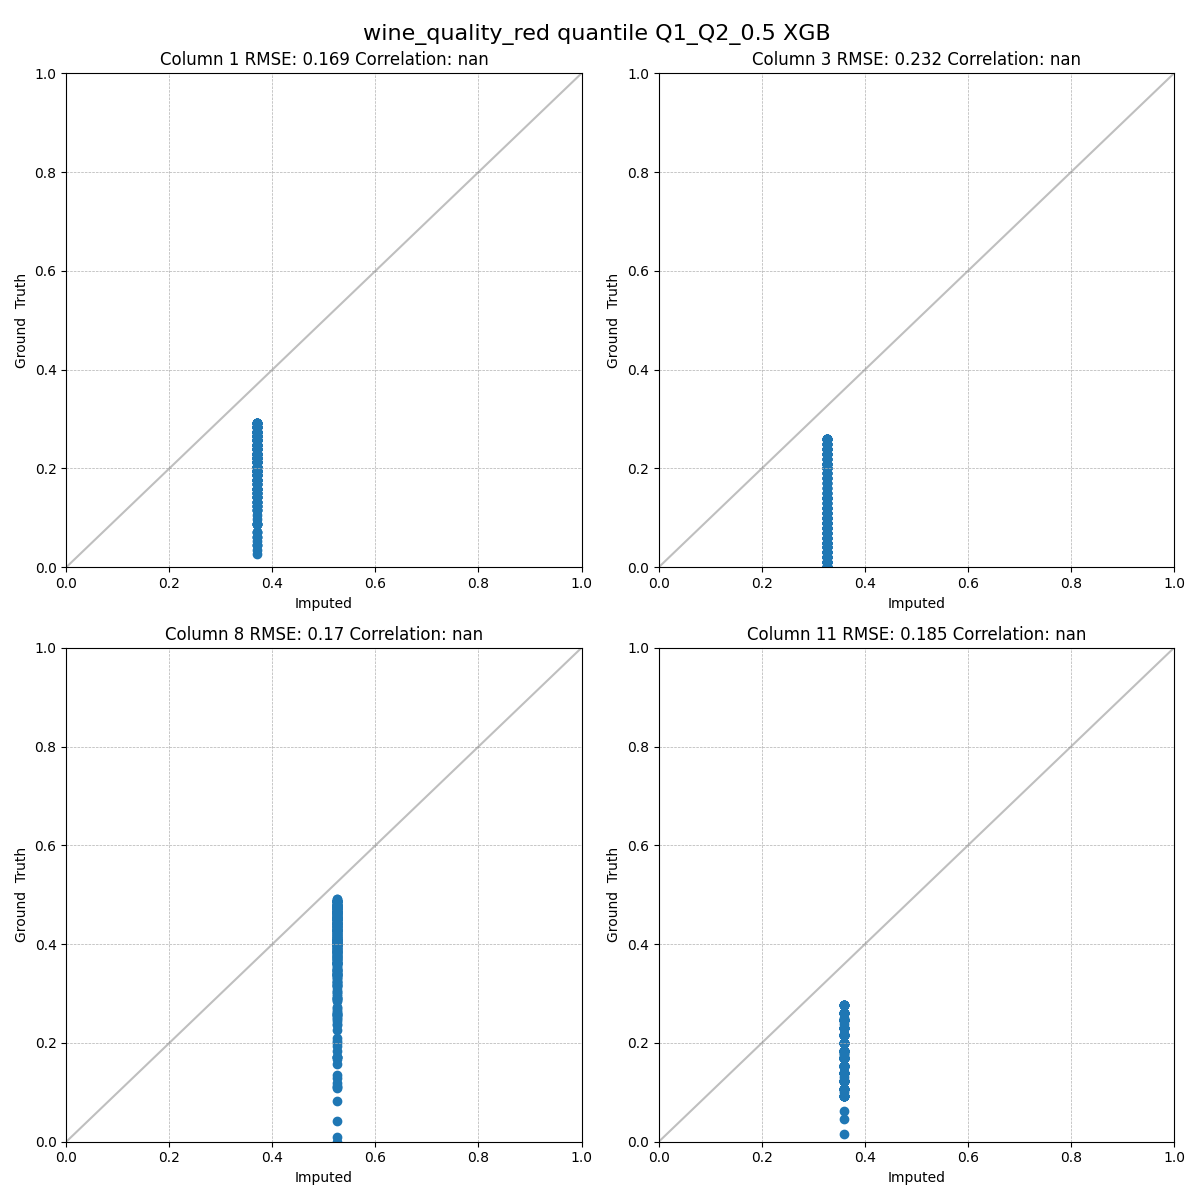 wine_quality_red quantile Q1_Q2_0.5 XGB
Column 1 RMSE: 0.169 Correlation: nan
1.0
0.8
0.6
0.4
0.2
0.0
Ground Truth
0.0 0.2 0.4 0.6 0.8 1.0
Imputed
Column 3 RMSE: 0.232 Correlation: nan
1.0
0.8
0.6
0.4
0.2
0.0
Ground Truth
0.0 0.2 0.4 0.6 0.8 1.0
Imputed
Column 8 RMSE: 0.17 Correlation: nan
1.0
0.8
0.6
0.4
0.2
0.0
Ground Truth
0.0 0.2 0.4 0.6 0.8 1.0
Imputed
Column 11 RMSE: 0.185 Correlation: nan
1.0
0.8
0.6
0.4
0.2
0.0
Ground Truth
0.0 0.2 0.4 0.6 0.8 1.0
Imputed